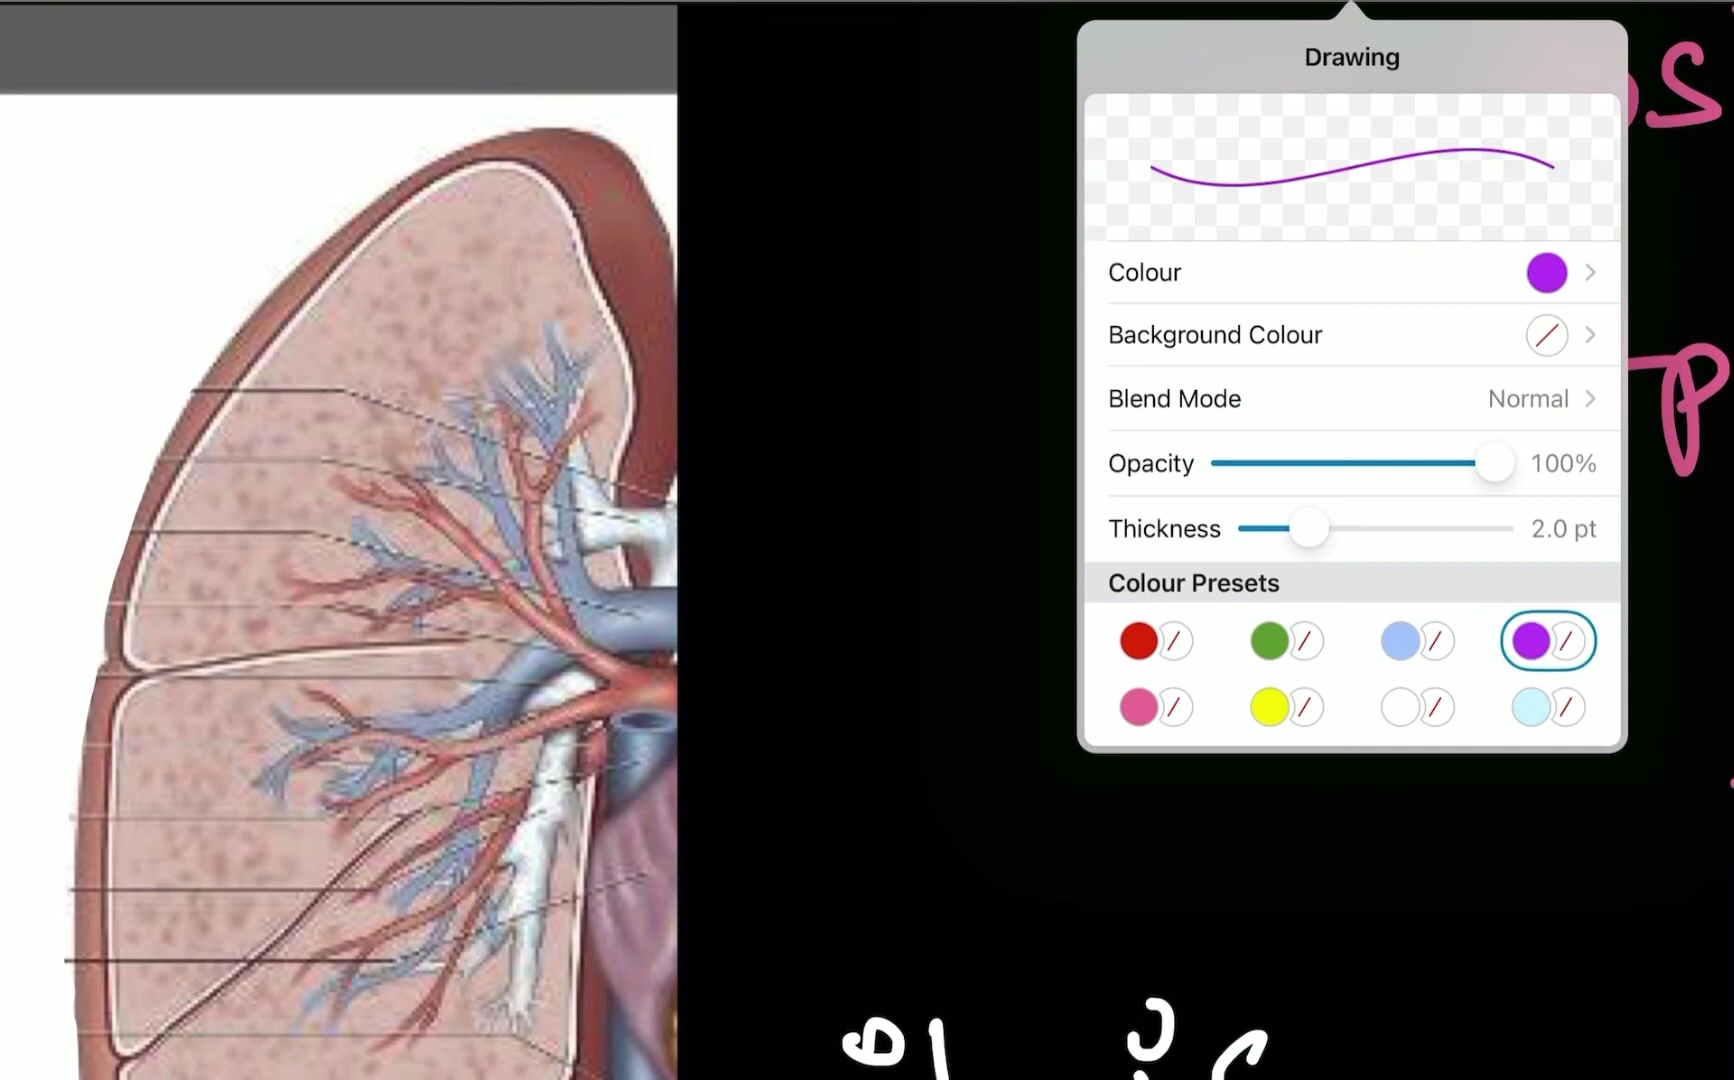 Drawing
Colour
Background Colour
Blend Mode Normal
Opacity 100%
Thickness 2.0 pt
Colour Presets